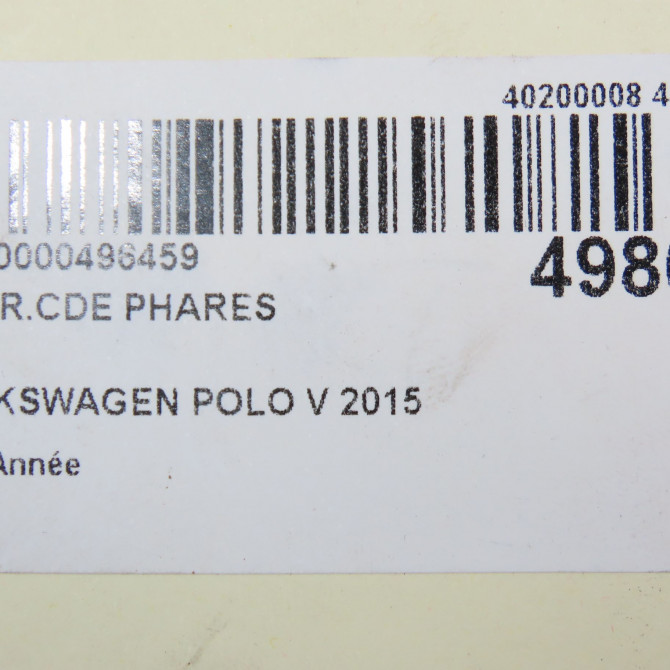 40200008 4
0000496459
498
R.CDE PHARES
KSWAGEN POLO V 2015
Année